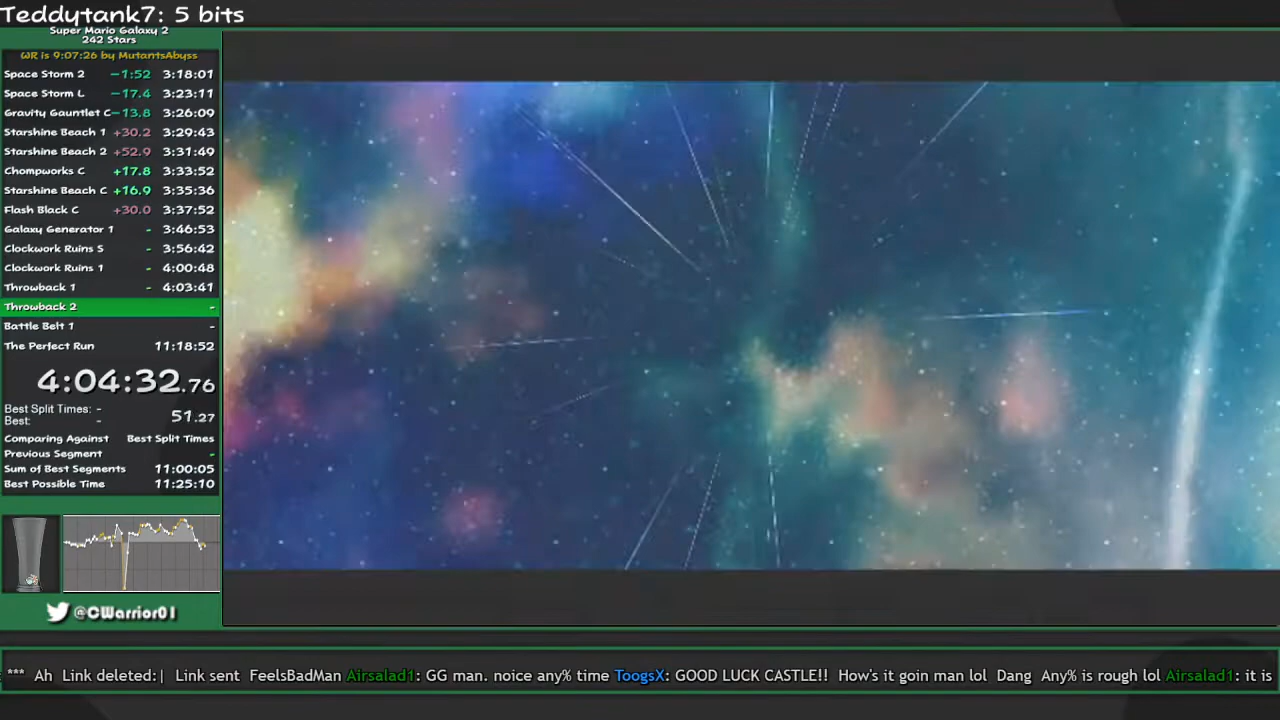 Teddytank7: 5 bits
Super Mario Galaxy 2
242 Stars
WR is 9:07:26 by MutantsAbyss
Space Storm 2 −1:52 3:18:01
Space Storm L −17.4 3:23:11
Gravity Gauntlet C −13.8 3:26:09
Starshine Beach 1 +30.2 3:29:43
Starshine Beach 2 +52.9 3:31:49
Chompworks C +17.8 3:33:52
Starshine Beach C +16.9 3:35:36
Flash Black C +30.0 3:37:52
Galaxy Generator 1 - 3:46:53
Clockwork Ruins S - 3:56:42
Clockwork Ruins 1 - 4:00:48
Throwback 1 - 4:03:41
Throwback 2 -
Battle Belt 1 -
The Perfect Run 11:18:52
4:04:32.76
Best Split Times: -
Best: - 51.27
Comparing Against Best Split Times
Previous Segment -
Sum of Best Segments 11:00:05
Best Possible Time 11:25:10
@CWarrior01
*** Ah Link deleted:| Link sent FeelsBadMan Airsalad1: GG man. noice any% time ToogsX: GOOD LUCK CASTLE!! How's it goin man lol Dang Any% is rough lol Airsalad1: it is